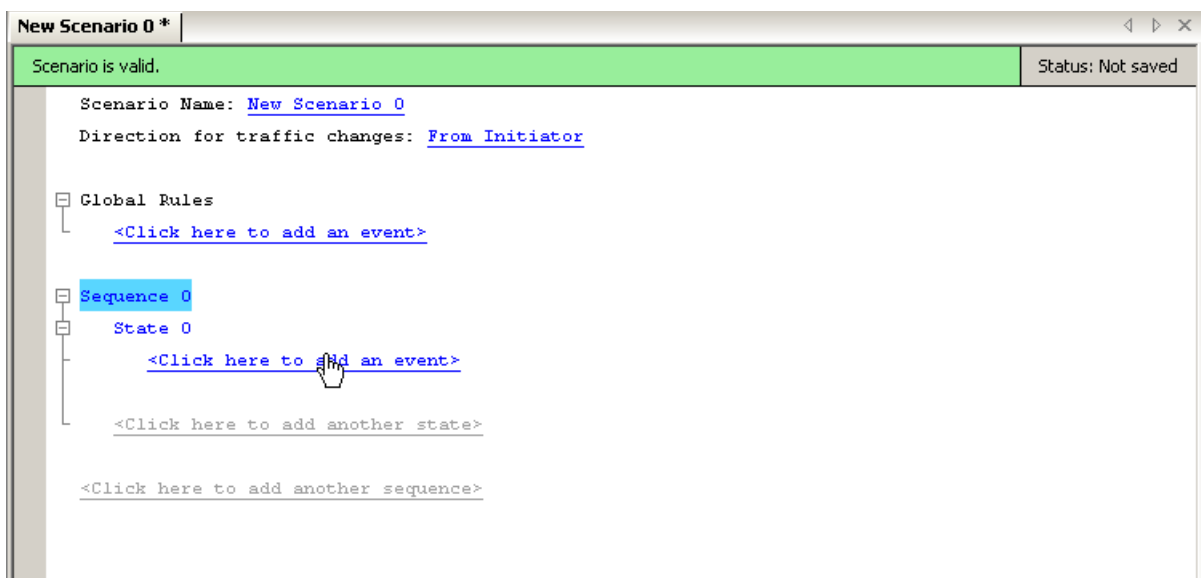 New Scenario 0 *
Scenario is valid.
Status: Not saved
Scenario Name: New Scenario 0
Direction for traffic changes: From Initiator
Global Rules
<Click here to add an event>
Sequence 0
State 0
<Click here to add an event>
<Click here to add another state>
<Click here to add another sequence>